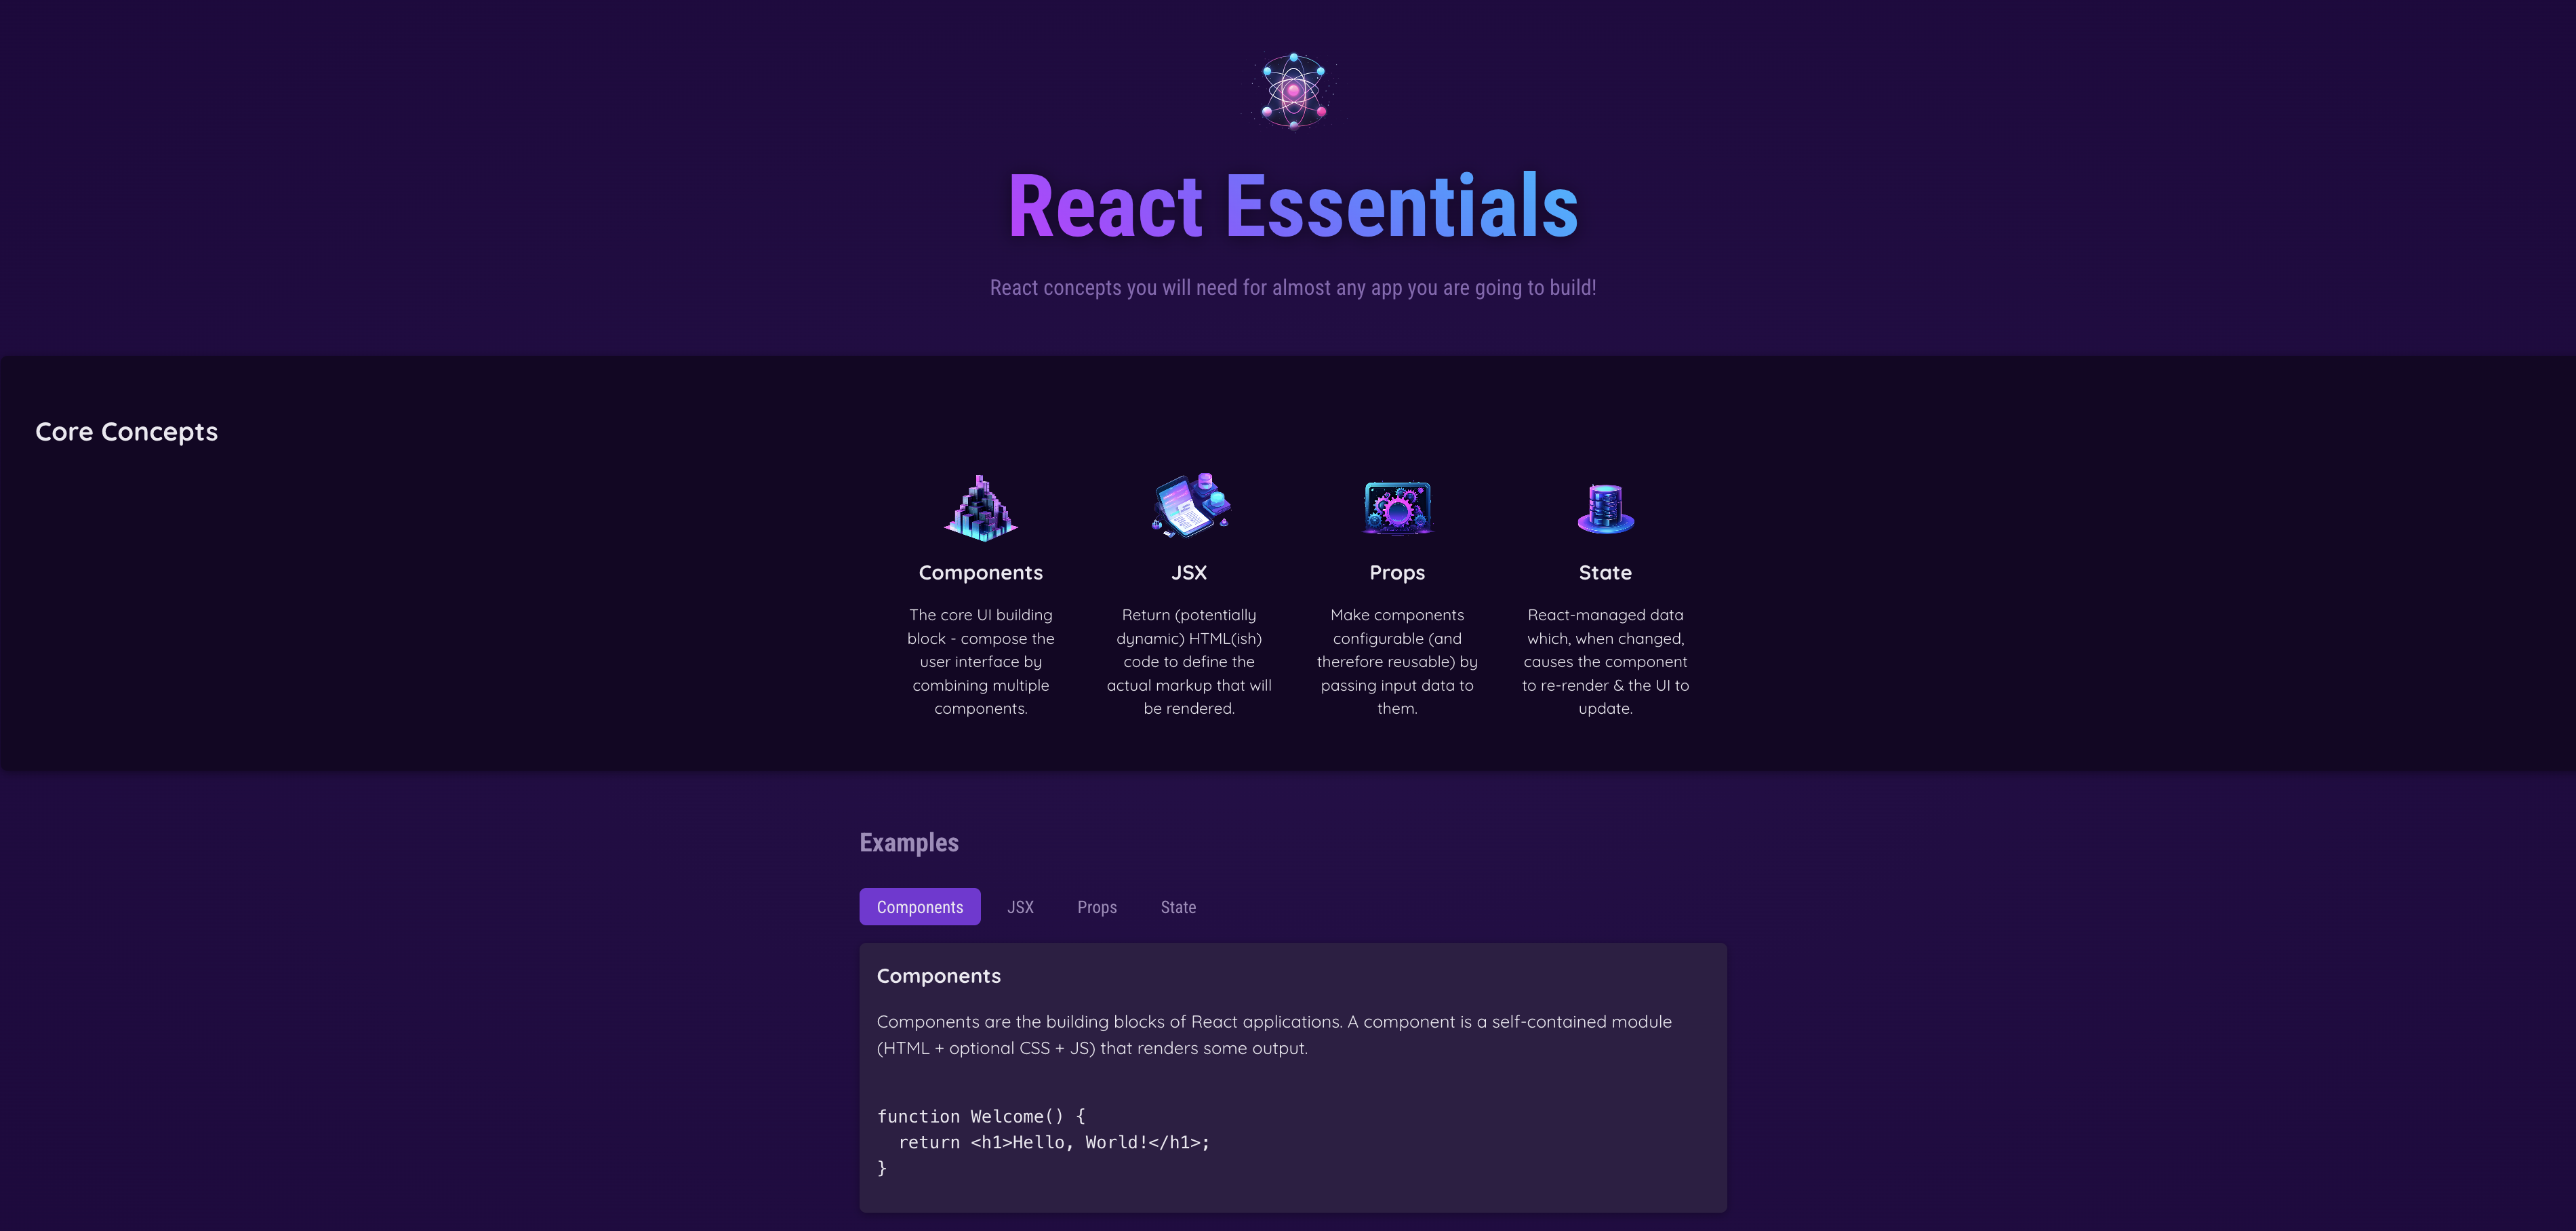 React Essentials
React concepts you will need for almost any app you are going to build!
Core Concepts
Components
The core UI building
block - compose the
user interface by
combining multiple
components.
JSX
Return (potentially
dynamic) HTML(ish)
code to define the
actual markup that will
be rendered.
Props
Make components
configurable (and
therefore reusable) by
passing input data to
them.
State
React-managed data
which, when changed,
causes the component
to re-render & the UI to
update.
Examples
Components JSX Props State
Components
Components are the building blocks of React applications. A component is a self-contained module
(HTML + optional CSS + JS) that renders some output.
function Welcome() {
  return <h1>Hello, World!</h1>;
}